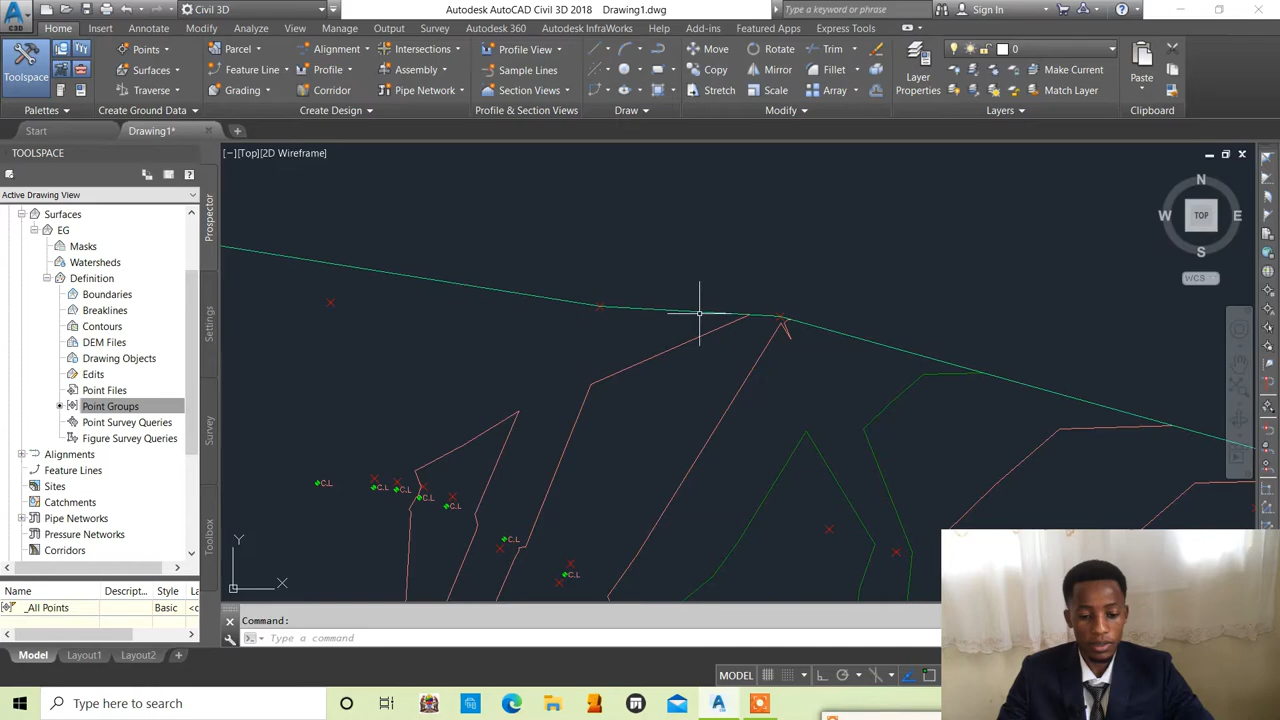 Civil 3D
Autodesk AutoCAD Civil 3D 2018 Drawing1.dwg
Type a keyword or phrase
Sign In
C3D
Home Insert Annotate Modify Analyze View Manage Output Survey Autodesk 360 InfraWorks Help Add-ins Featured Apps Express Tools
Toolspace
Points
Surfaces
Traverse
Parcel
Feature Line
Grading
Alignment
Profile
Corridor
Intersections
Assembly
Pipe Network
Profile View
Sample Lines
Section Views
Move
Copy
Stretch
Rotate
Mirror
Scale
Trim
Fillet
Array
Layer
Properties
0
Make Current
Match Layer
Paste
Palettes
Create Ground Data
Create Design
Profile & Section Views
Draw
Modify
Layers
Clipboard
Start
Drawing1*
TOOLSPACE
Active Drawing View
Surfaces
EG
Masks
Watersheds
Definition
Boundaries
Breaklines
Contours
DEM Files
Drawing Objects
Edits
Point Files
Point Groups
Point Survey Queries
Figure Survey Queries
Alignments
Feature Lines
Sites
Catchments
Pipe Networks
Pressure Networks
Corridors
Name Descript... Style La
_All Points Basic <c
Prospector
Settings
Survey
Toolbox
[−][Top][2D Wireframe]
N
W TOP E
S
WCS
C.L
C.L
C.L
C.L
C.L
C.L
C.L
Y
X
Command:
Type a command
Model Layout1 Layout2
MODEL
Type here to search